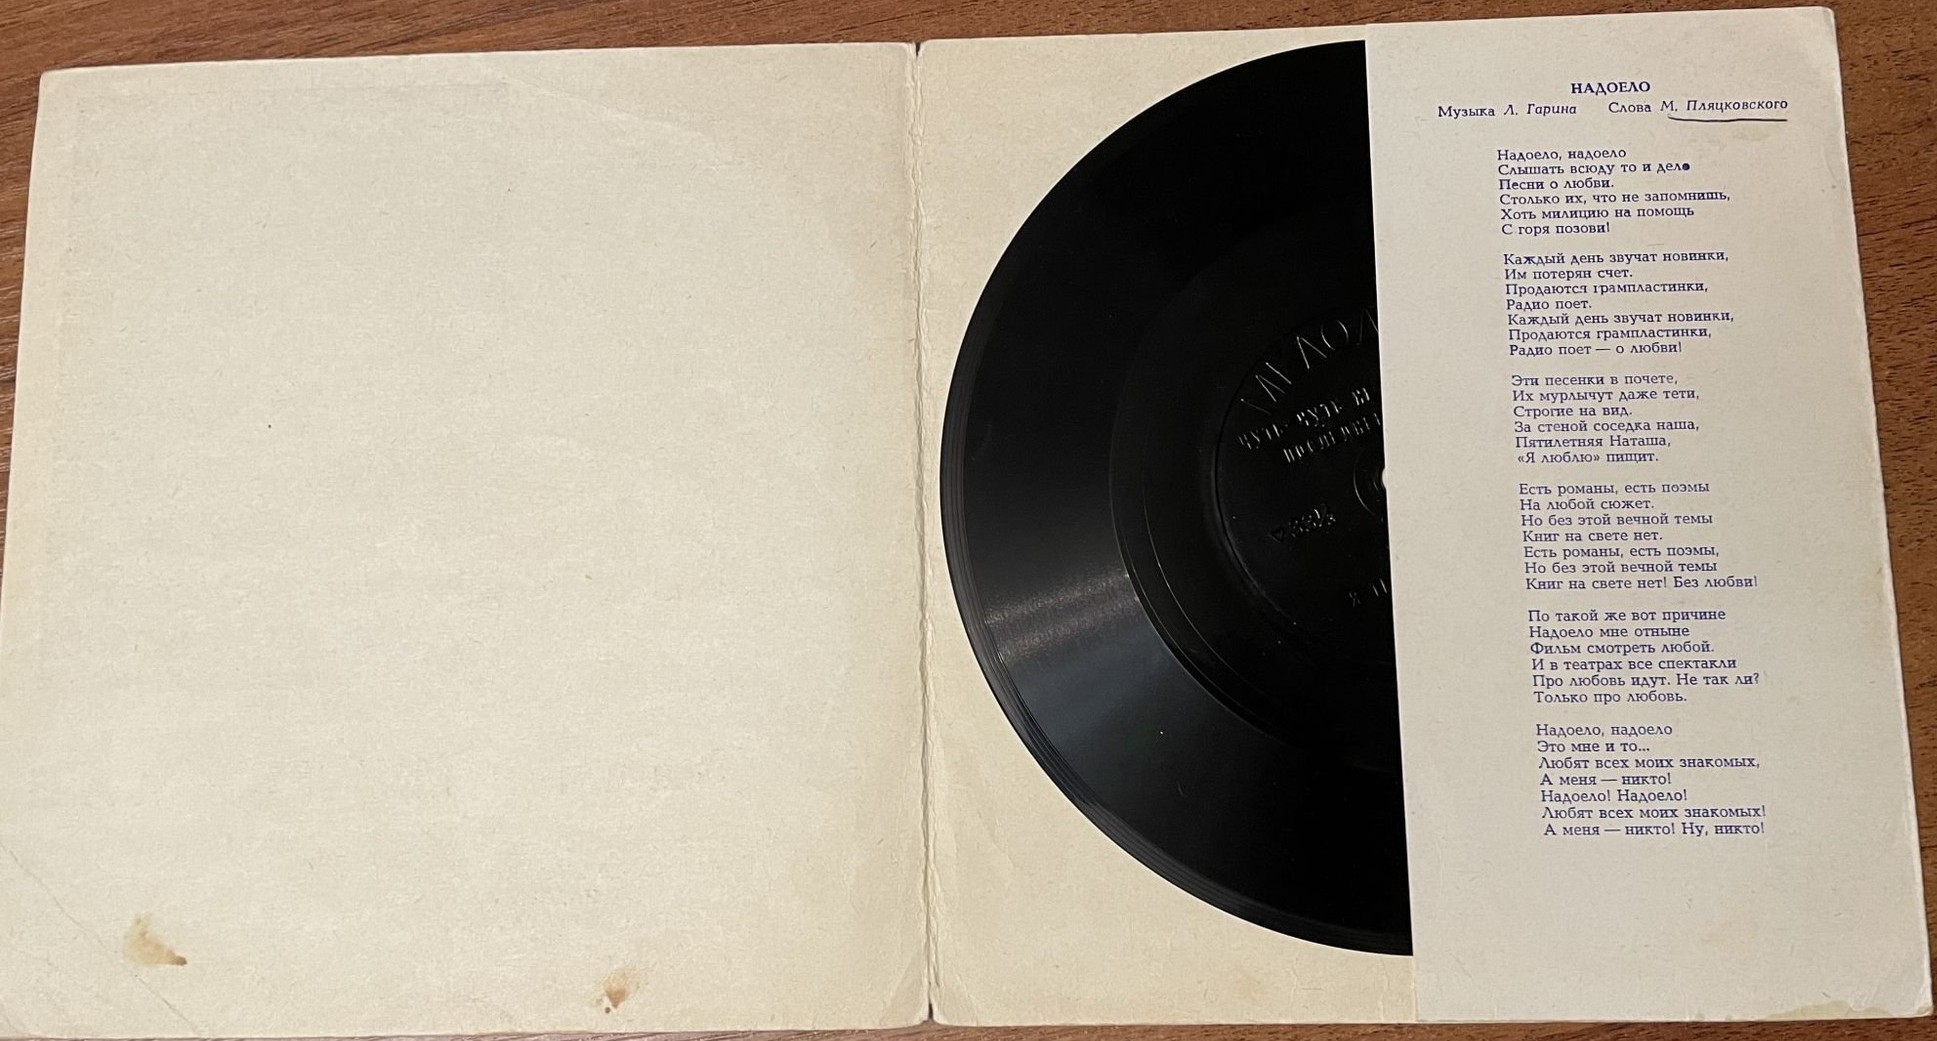 МЕЛОД
ЧУТЬ-ЧУТЬ
ПОСЛЕДНЕ
33⅓
НАДОЕЛО
Музыка Л. Гарина Слова М. Пляцковского
Надоело, надоело
Слышать всюду то и дело
Песни о любви.
Столько их, что не запомнишь,
Хоть милицию на помощь
С горя позови!
Каждый день звучат новинки,
Им потерян счет.
Продаются грампластинки,
Радио поет.
Каждый день звучат новинки,
Продаются грампластинки,
Радио поет — о любви!
Эти песенки в почете,
Их мурлычут даже тети,
Строгие на вид.
За стеной соседка наша,
Пятилетняя Наташа,
«Я люблю» пищит.
Есть романы, есть поэмы
На любой сюжет.
Но без этой вечной темы
Книг на свете нет.
Есть романы, есть поэмы,
Но без этой вечной темы
Книг на свете нет! Без любви!
По такой же вот причине
Надоело мне отныне
Фильм смотреть любой.
И в театрах все спектакли
Про любовь идут. Не так ли?
Только про любовь.
Надоело, надоело
Это мне и то...
Любят всех моих знакомых,
А меня — никто!
Надоело! Надоело!
Любят всех моих знакомых!
А меня — никто! Ну, никто!